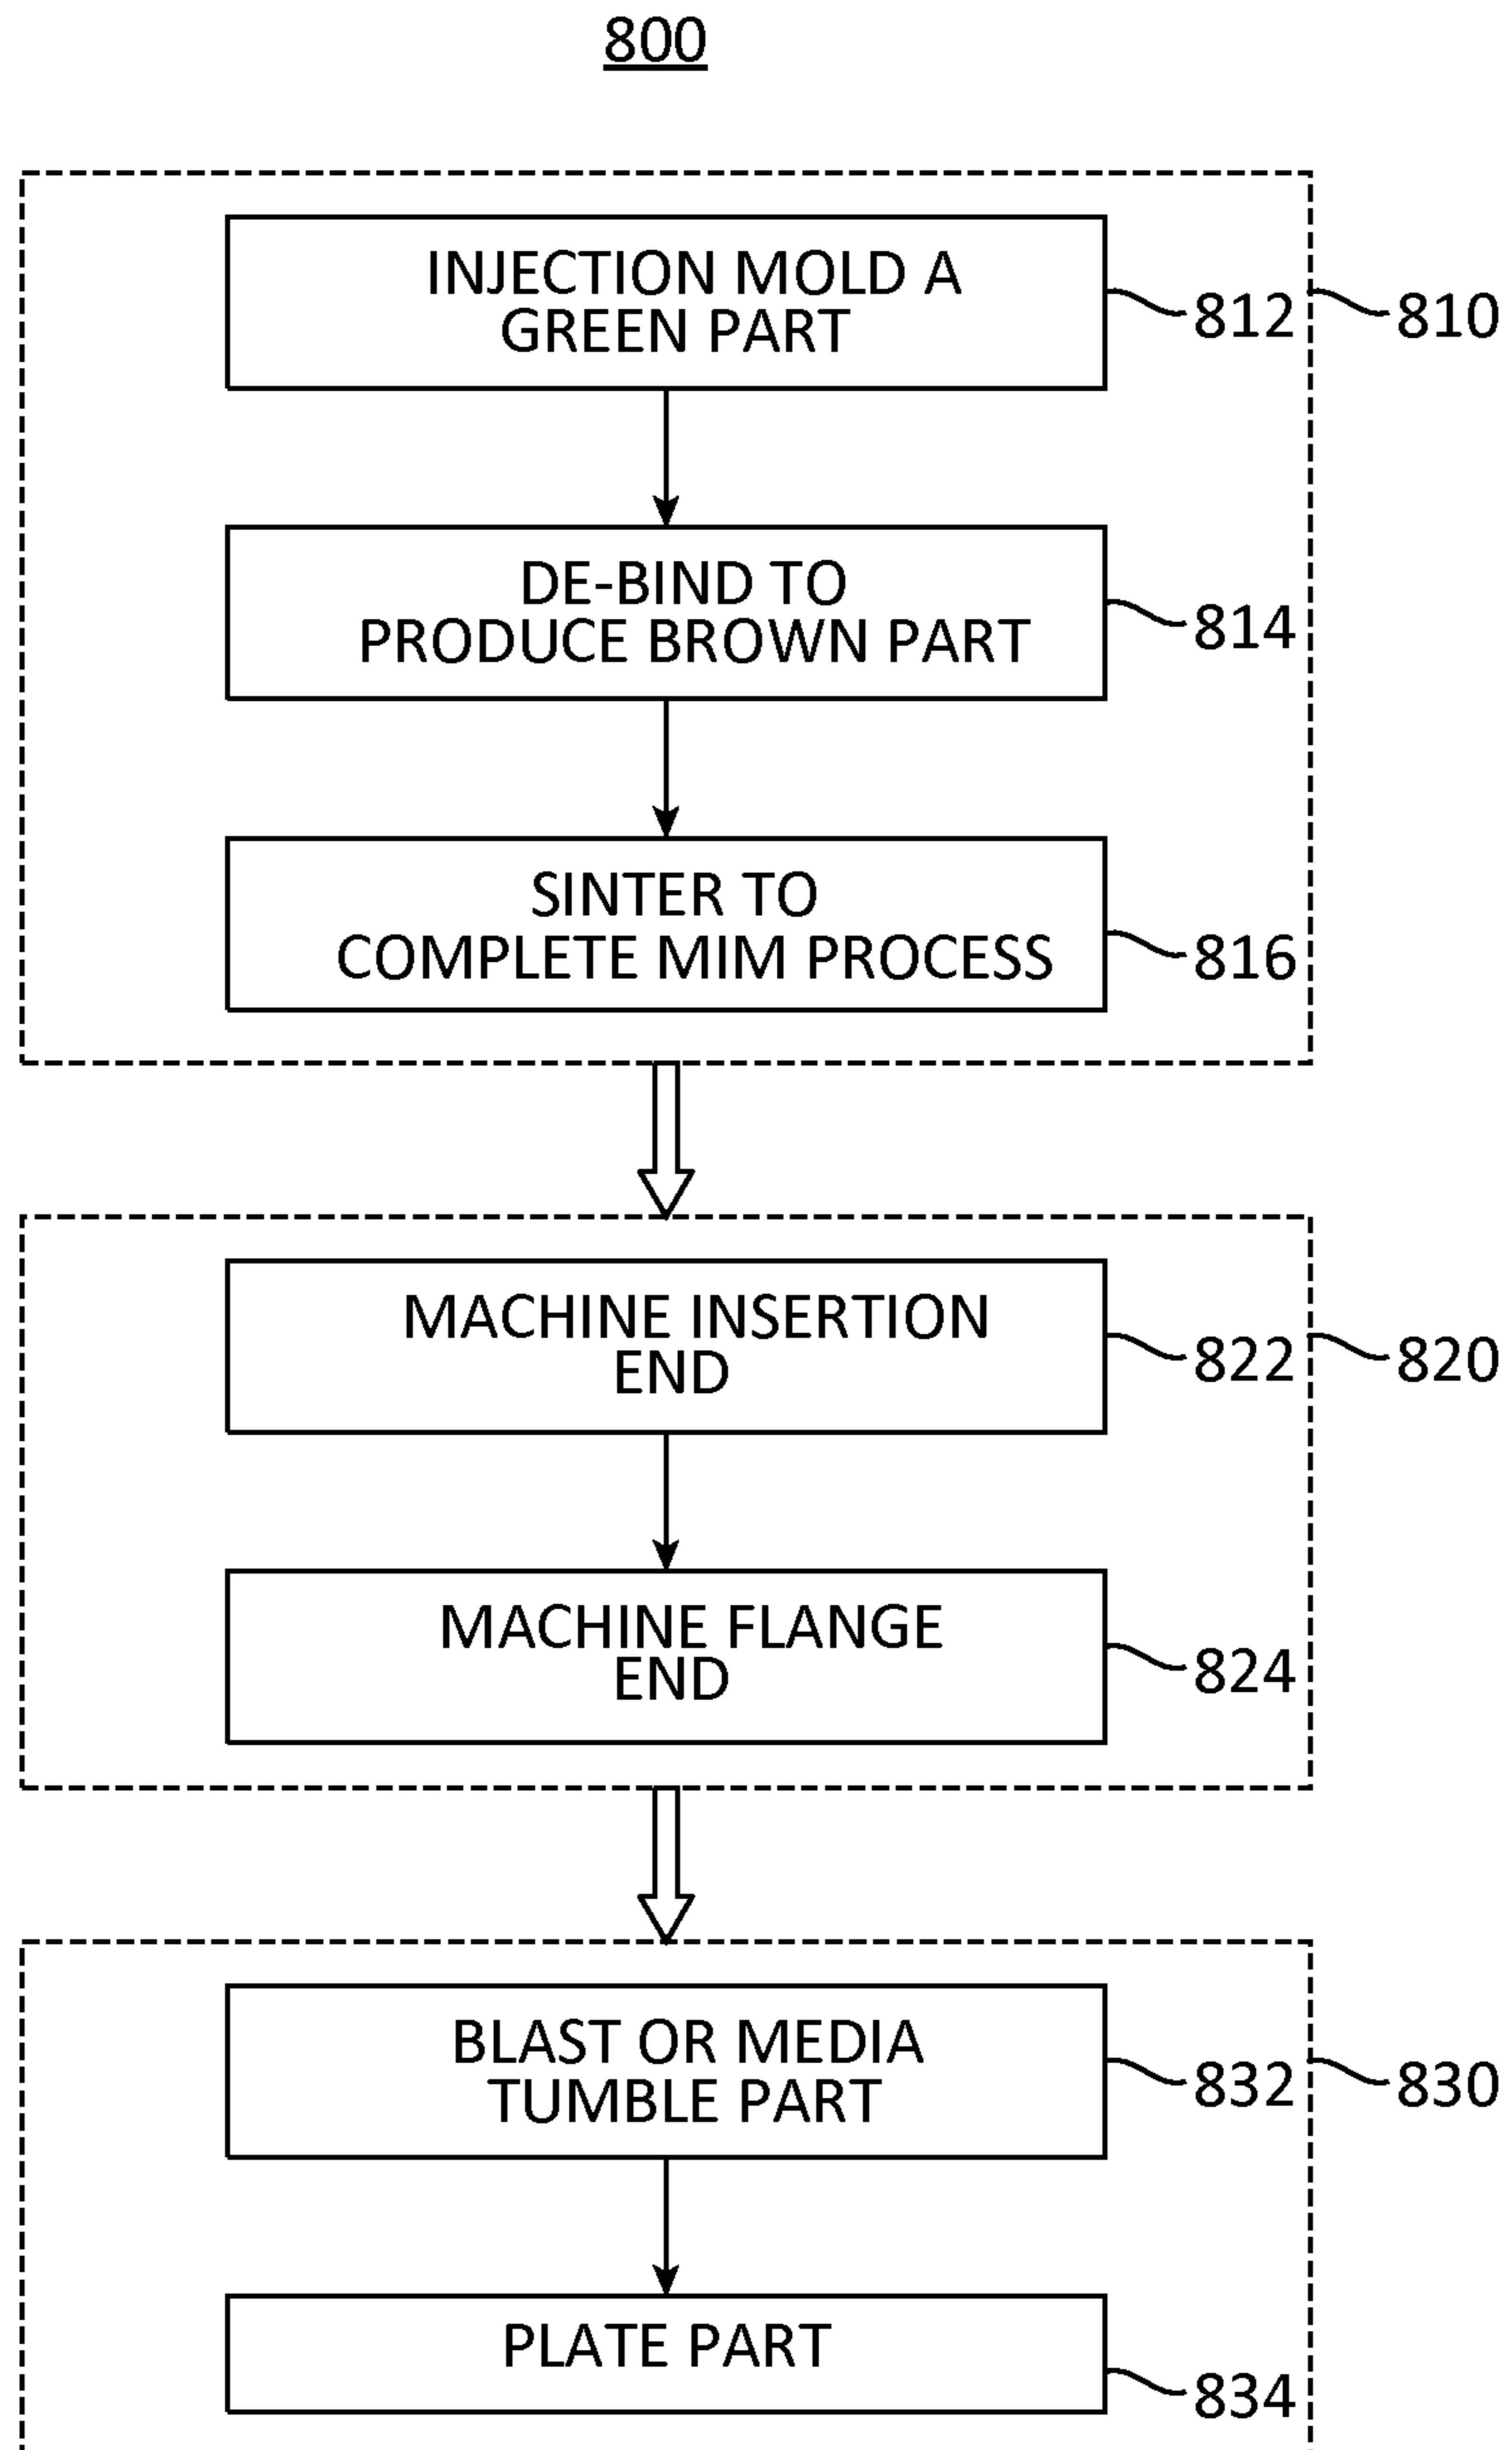 800
INJECTION MOLD A
GREEN PART
812
810
DE-BIND TO
PRODUCE BROWN PART
814
SINTER TO
COMPLETE MIM PROCESS
816
MACHINE INSERTION
END
822
820
MACHINE FLANGE
END
824
BLAST OR MEDIA
TUMBLE PART
832
830
PLATE PART
834